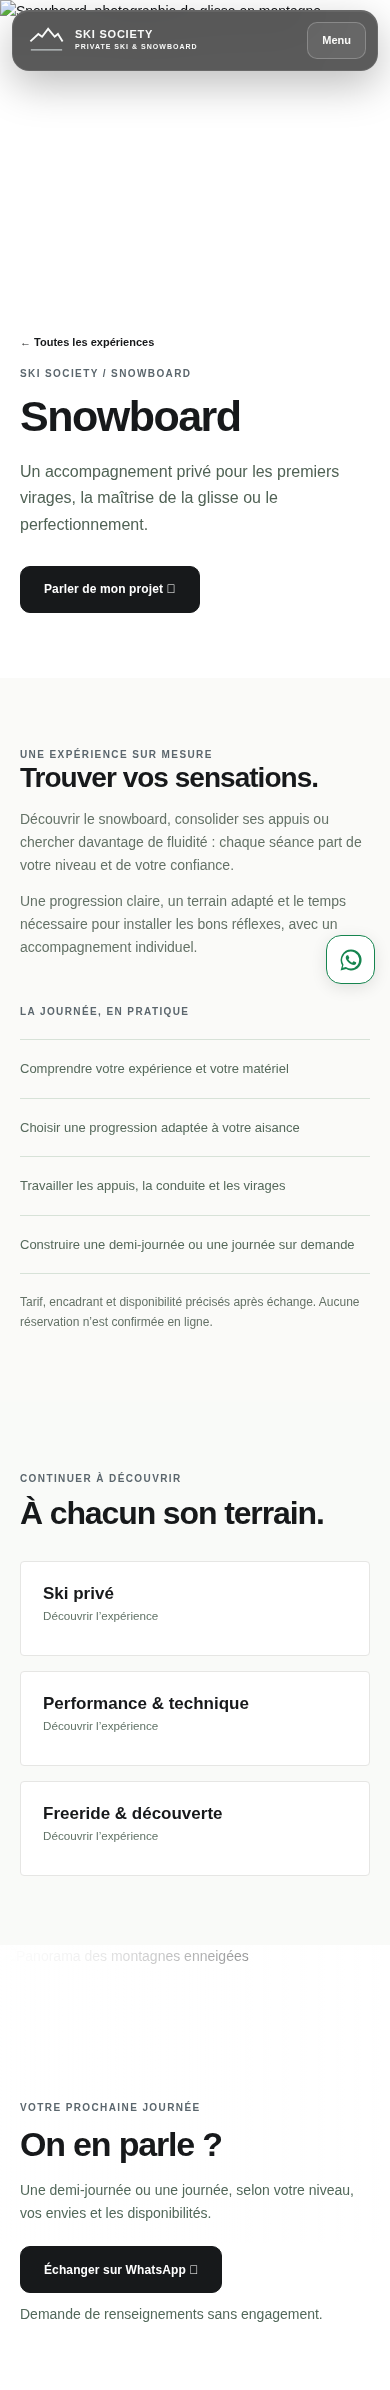 Snowboard, photographie de glisse en montagne
SKI SOCIETY
PRIVATE SKI & SNOWBOARD
Menu
← Toutes les expériences
SKI SOCIETY / SNOWBOARD
Snowboard
Un accompagnement privé pour les premiers
virages, la maîtrise de la glisse ou le
perfectionnement.
Parler de mon projet
UNE EXPÉRIENCE SUR MESURE
Trouver vos sensations.
Découvrir le snowboard, consolider ses appuis ou
chercher davantage de fluidité : chaque séance part de
votre niveau et de votre confiance.
Une progression claire, un terrain adapté et le temps
nécessaire pour installer les bons réflexes, avec un
accompagnement individuel.
LA JOURNÉE, EN PRATIQUE
Comprendre votre expérience et votre matériel
Choisir une progression adaptée à votre aisance
Travailler les appuis, la conduite et les virages
Construire une demi-journée ou une journée sur demande
Tarif, encadrant et disponibilité précisés après échange. Aucune
réservation n’est confirmée en ligne.
CONTINUER À DÉCOUVRIR
À chacun son terrain.
Ski privé
Découvrir l’expérience
Performance & technique
Découvrir l’expérience
Freeride & découverte
Découvrir l’expérience
Panorama des montagnes enneigées
VOTRE PROCHAINE JOURNÉE
On en parle ?
Une demi-journée ou une journée, selon votre niveau,
vos envies et les disponibilités.
Échanger sur WhatsApp
Demande de renseignements sans engagement.